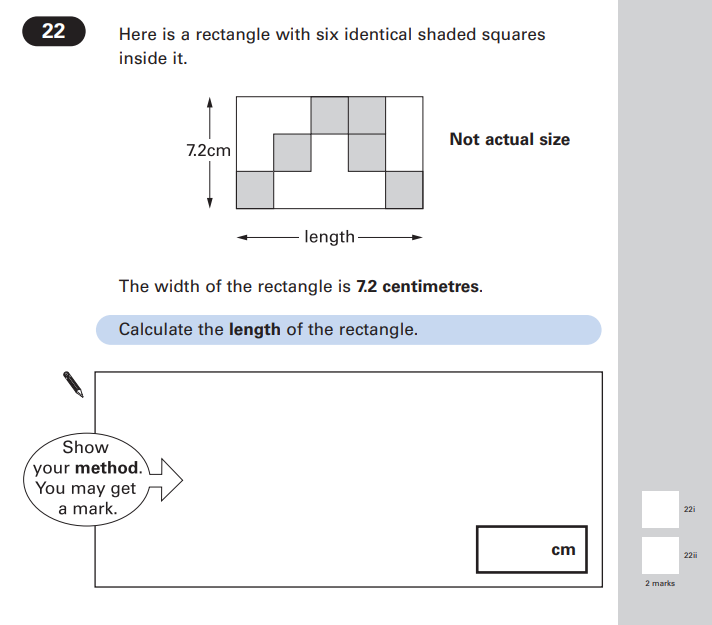 22
Here is a rectangle with six identical shaded squares
inside it.
7.2cm
Not actual size
length
The width of the rectangle is 7.2 centimetres.
Calculate the length of the rectangle.
Show
your method.
You may get
a mark.
cm
22i
22ii
2 marks